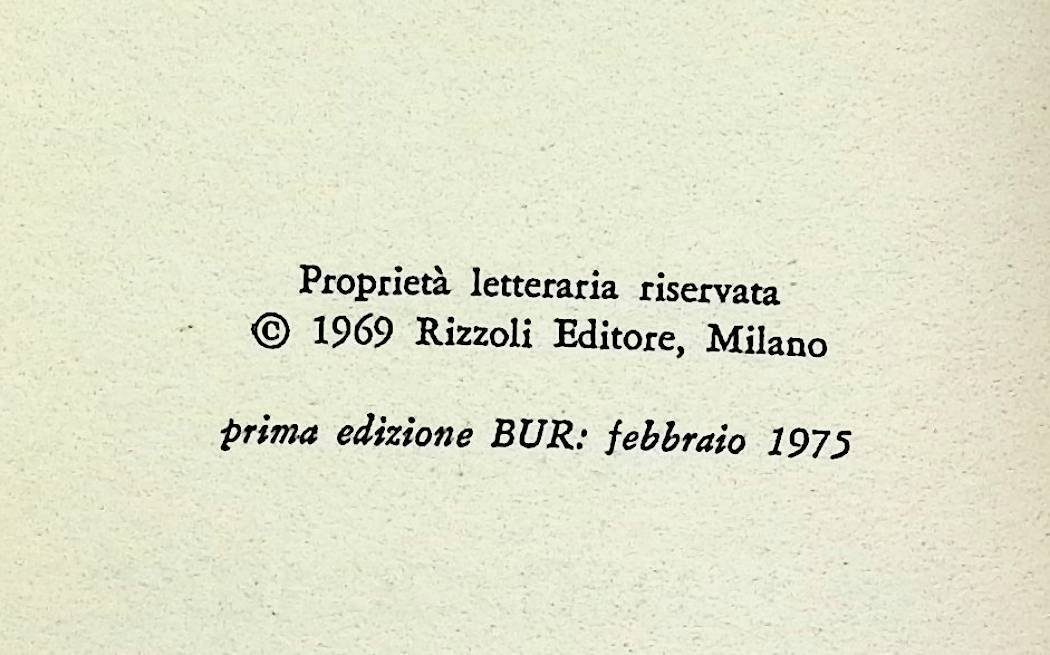 Proprietà letteraria riservata
© 1969 Rizzoli Editore, Milano
prima edizione BUR: febbraio 1975